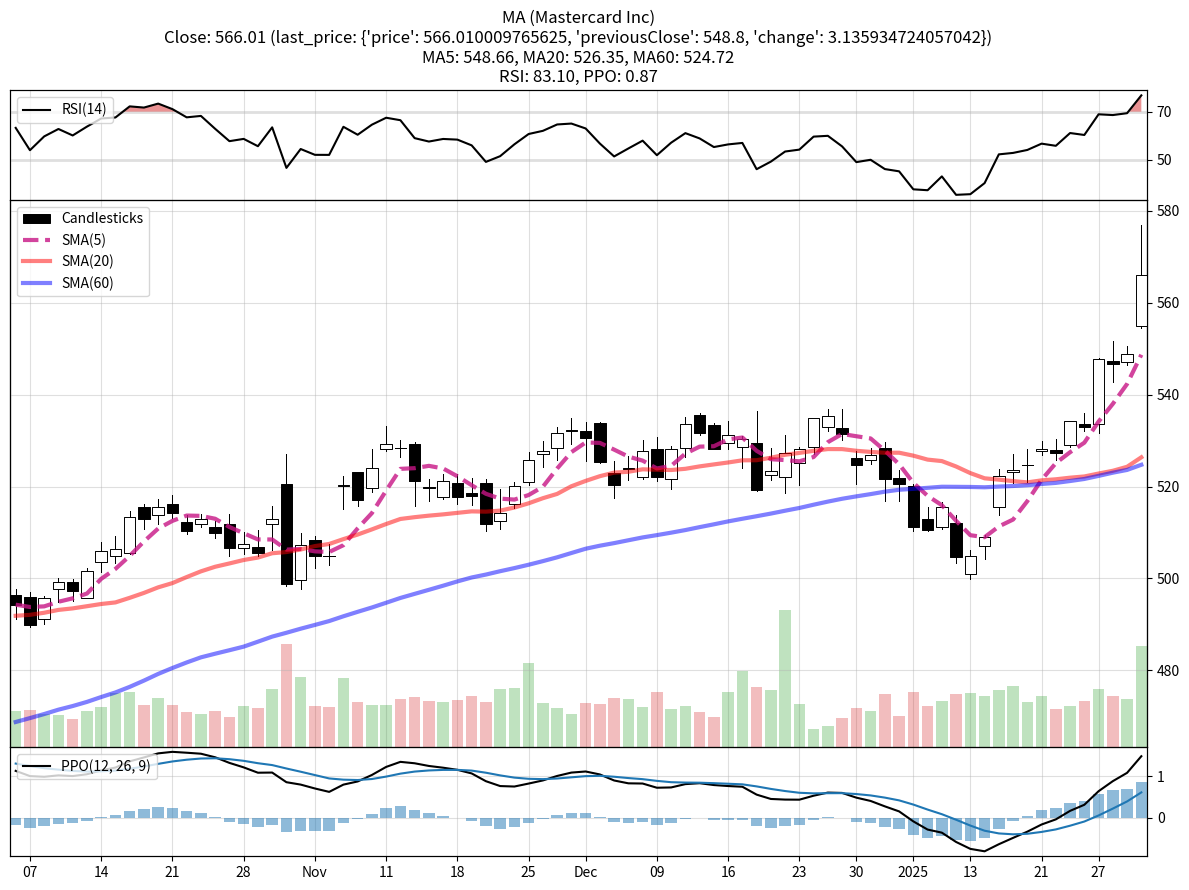 MA (Mastercard Inc)
Close: 566.01 (last_price: {'price': 566.010009765625, 'previousClose': 548.8, 'change': 3.135934724057042})
MA5: 548.66, MA20: 526.35, MA60: 524.72
RSI: 83.10, PPO: 0.87
RSI(14)
70
50
Candlesticks
SMA(5)
SMA(20)
SMA(60)
580
560
540
520
500
480
PPO(12,26,9)
1
0
07 14 21 28 Nov 11 18 25 Dec 09 16 23 30 2025 13 21 27